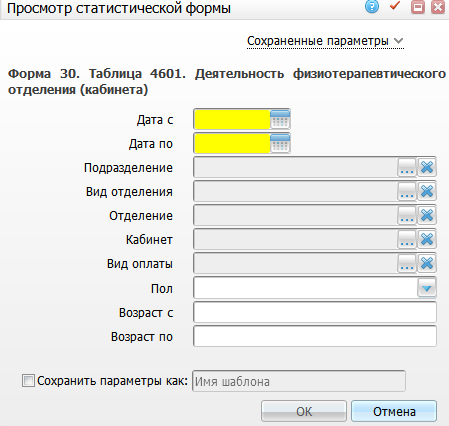 Просмотр статистической формы
Сохраненные параметры
Форма 30. Таблица 4601. Деятельность физиотерапевтического
отделения (кабинета)
Дата с
Дата по
Подразделение
Вид отделения
Отделение
Кабинет
Вид оплаты
Пол
Возраст с
Возраст по
Сохранить параметры как: Имя шаблона
ОК Отмена